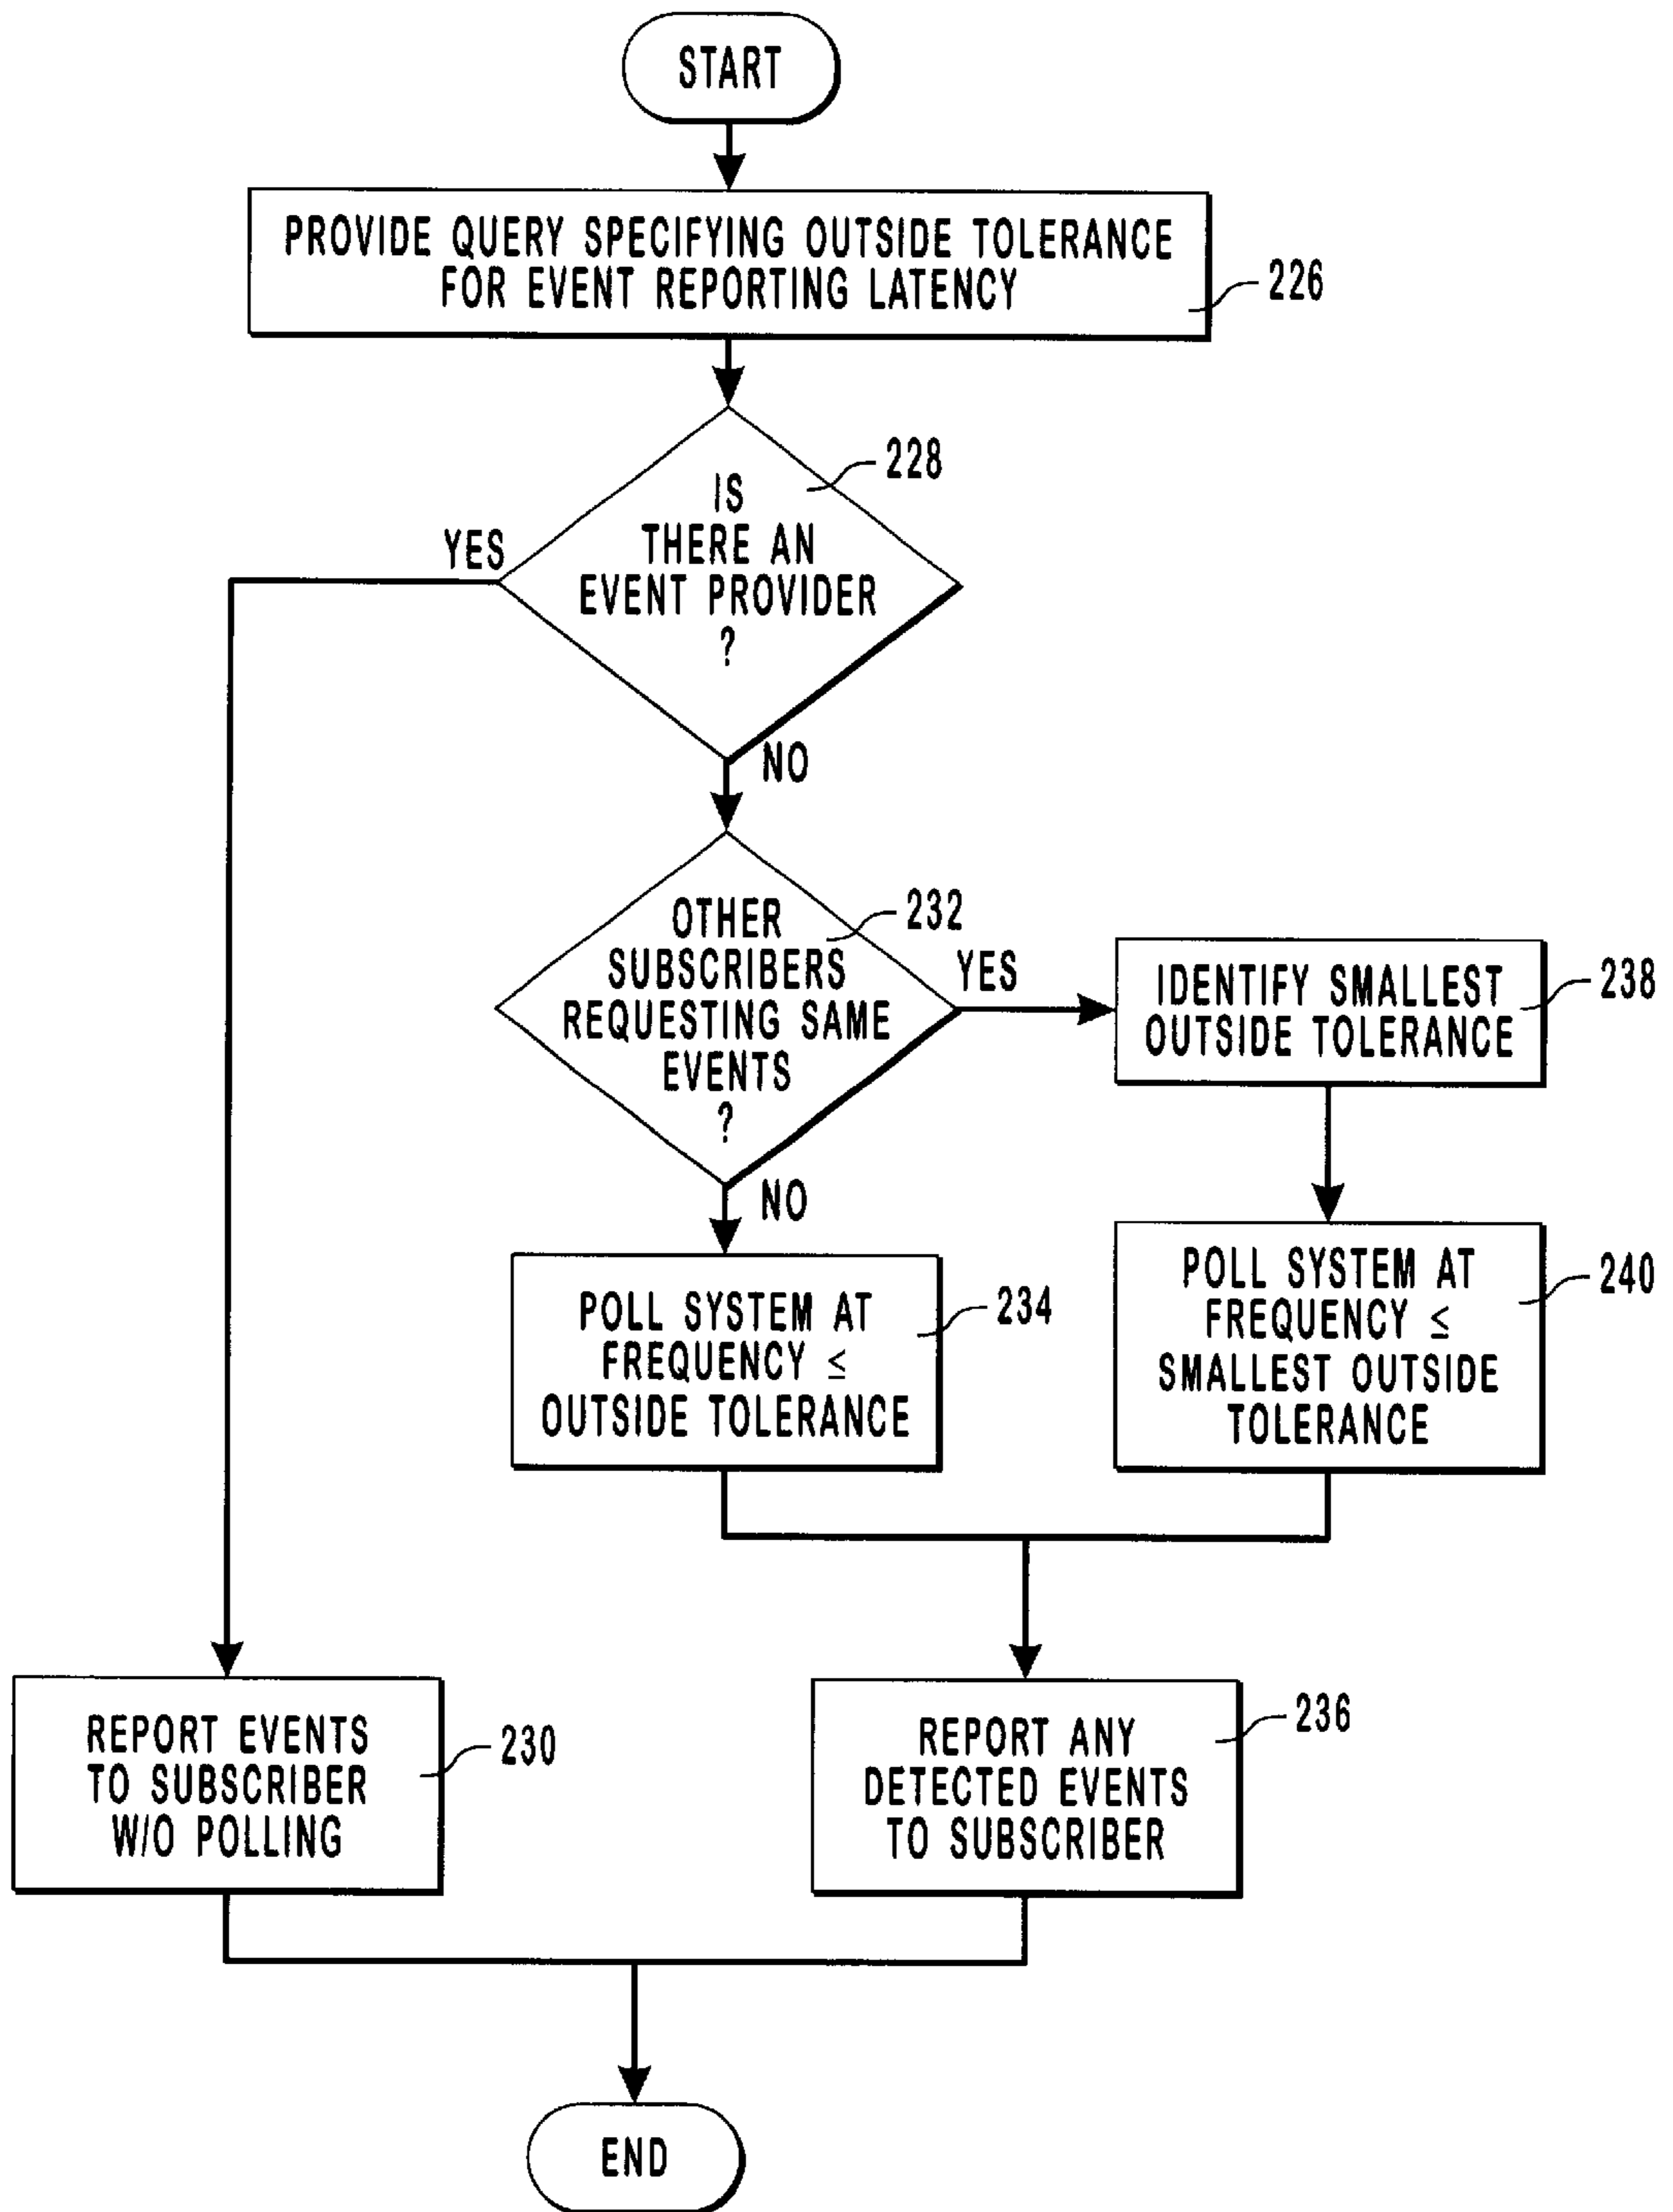 START
PROVIDE QUERY SPECIFYING OUTSIDE TOLERANCE
FOR EVENT REPORTING LATENCY
226
228
IS
THERE AN
EVENT PROVIDER
?
YES
NO
232
OTHER
SUBSCRIBERS
REQUESTING SAME
EVENTS
?
YES
NO
IDENTIFY SMALLEST
OUTSIDE TOLERANCE
238
POLL SYSTEM AT
FREQUENCY ≤
OUTSIDE TOLERANCE
234
POLL SYSTEM AT
FREQUENCY ≤
SMALLEST OUTSIDE
TOLERANCE
240
REPORT EVENTS
TO SUBSCRIBER
W/O POLLING
230
REPORT ANY
DETECTED EVENTS
TO SUBSCRIBER
236
END